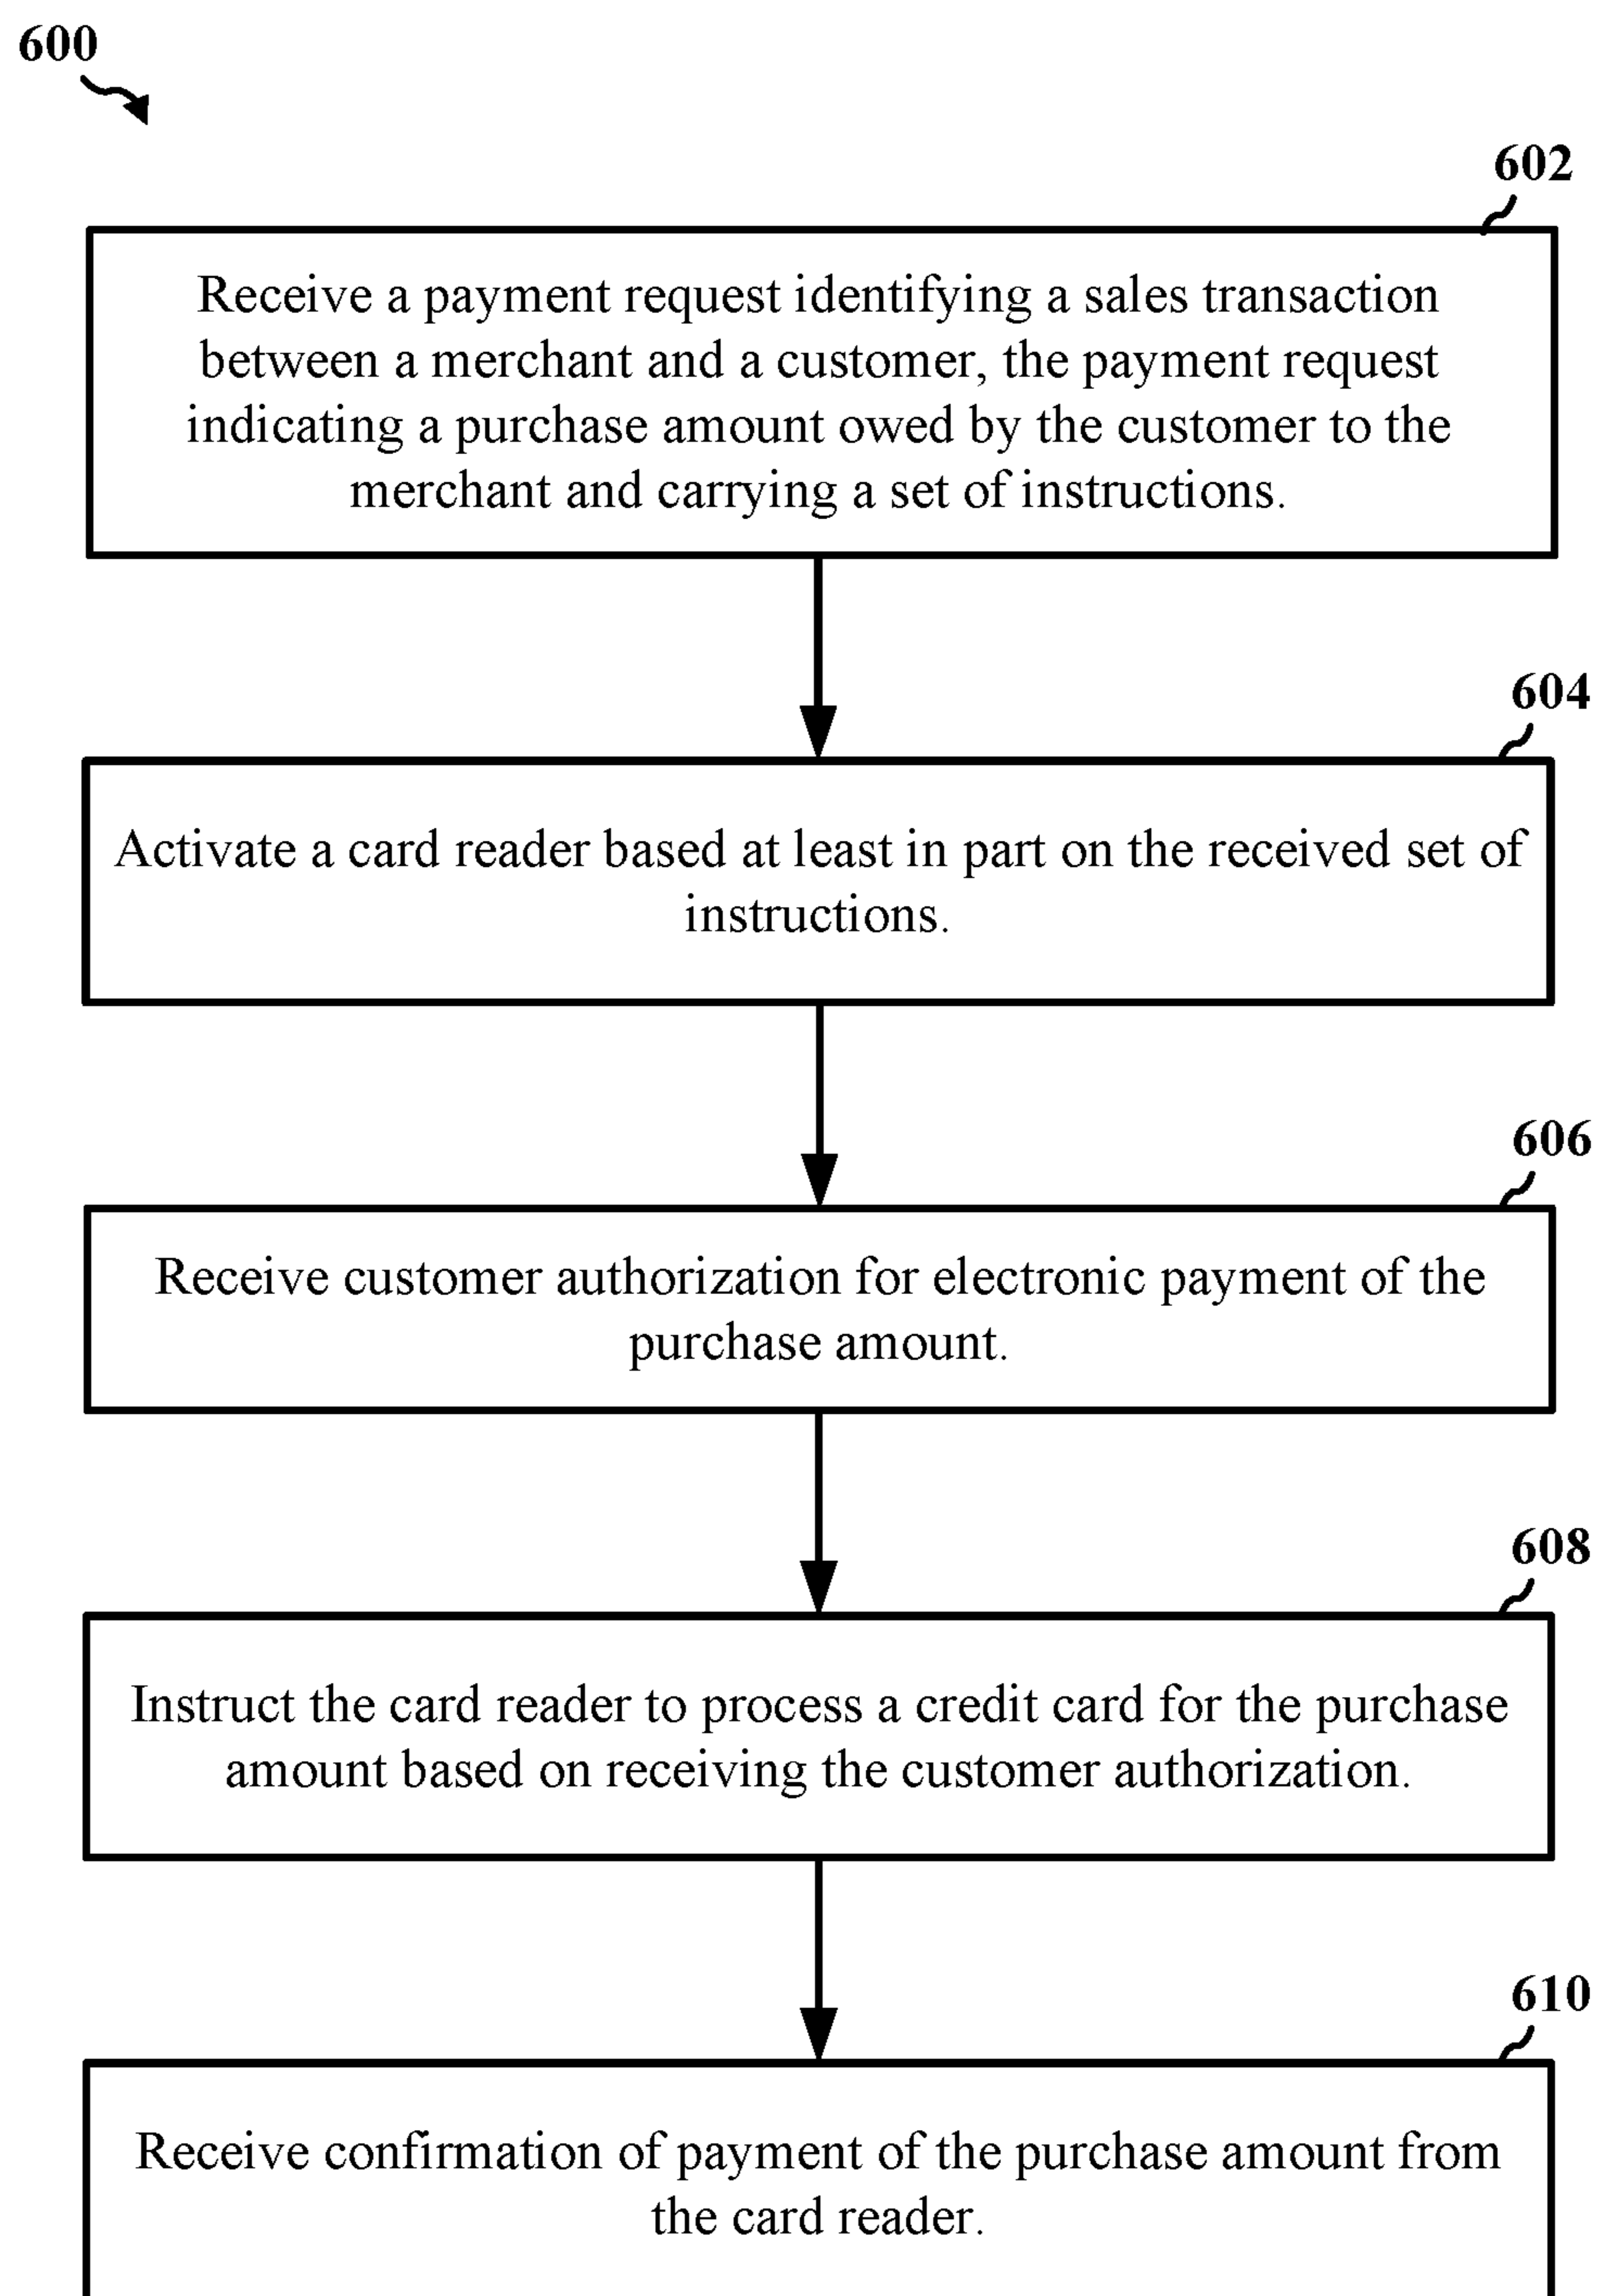 600
602
Receive a payment request identifying a sales transaction
between a merchant and a customer, the payment request
indicating a purchase amount owed by the customer to the
merchant and carrying a set of instructions.
604
Activate a card reader based at least in part on the received set of
instructions.
606
Receive customer authorization for electronic payment of the
purchase amount.
608
Instruct the card reader to process a credit card for the purchase
amount based on receiving the customer authorization.
610
Receive confirmation of payment of the purchase amount from
the card reader.